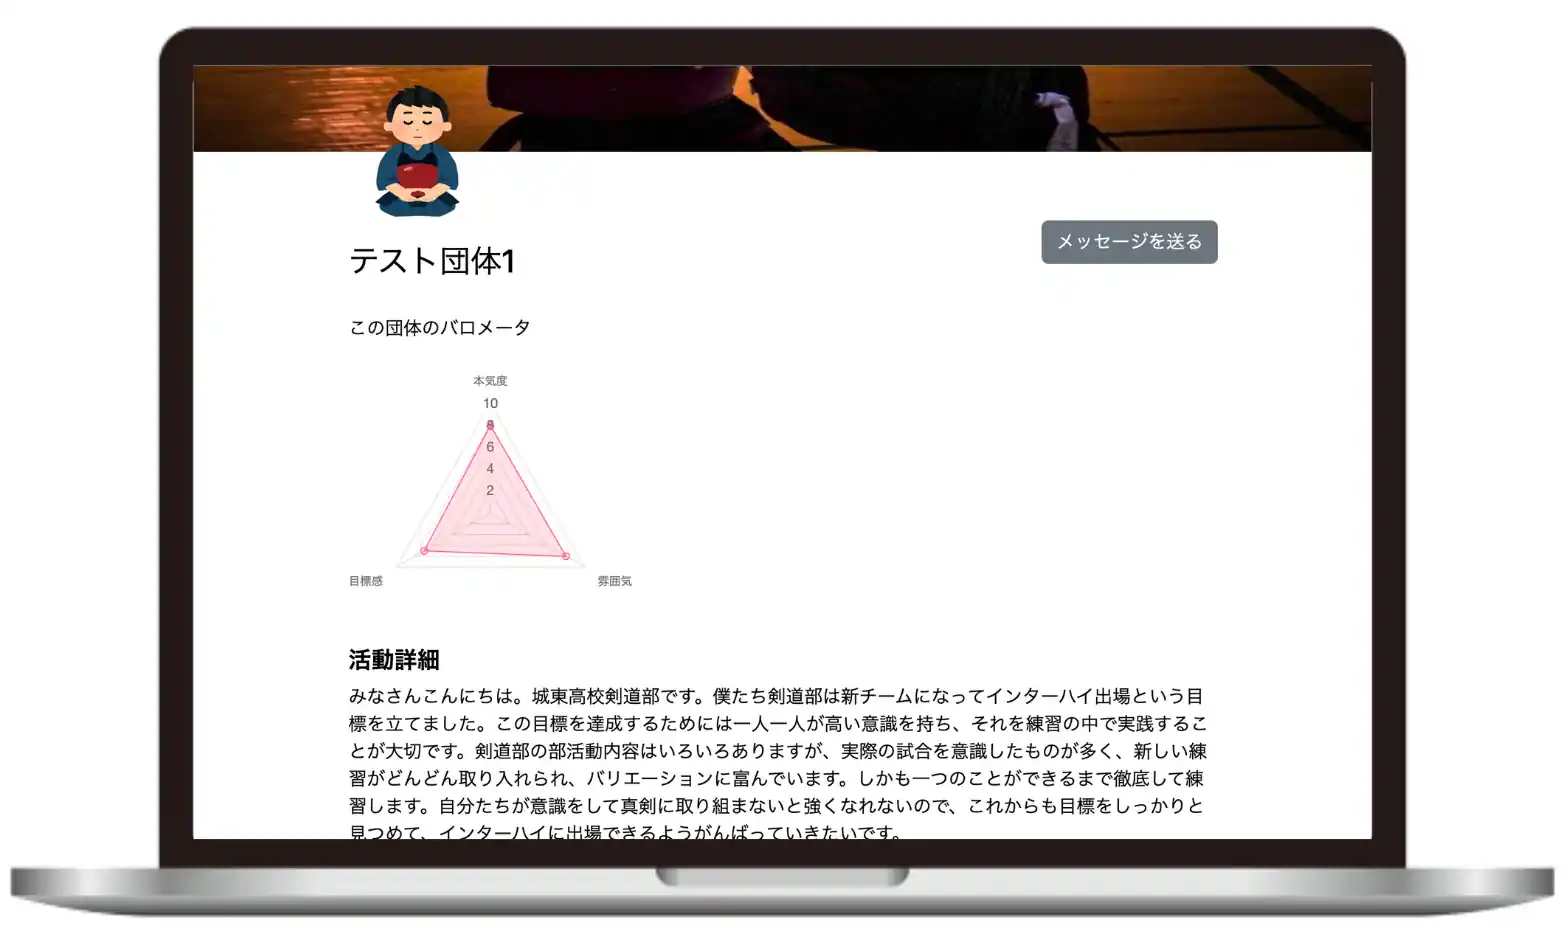 メッセージを送る
テスト団体1
この団体のバロメータ
本気度
10
8
6
4
2
目標感
雰囲気
活動詳細
みなさんこんにちは。城東高校剣道部です。僕たち剣道部は新チームになってインターハイ出場という目
標を立てました。この目標を達成するためには一人一人が高い意識を持ち、それを練習の中で実践するこ
とが大切です。剣道部の部活動内容はいろいろありますが、実際の試合を意識したものが多く、新しい練
習がどんどん取り入れられ、バリエーションに富んでいます。しかも一つのことができるまで徹底して練
習します。自分たちが意識をして真剣に取り組まないと強くなれないので、これからも目標をしっかりと
見つめて、インターハイに出場できるようがんばっていきたいです。